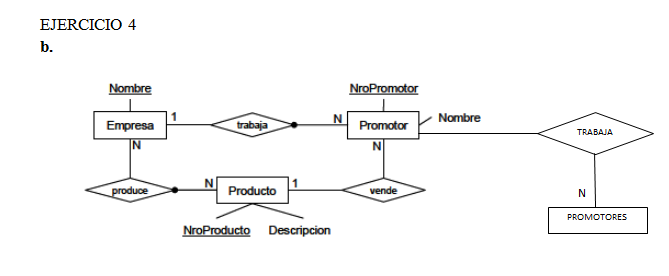 EJERCICIO 4
b.
Nombre
NroPromotor
Empresa
1
trabaja
N
Promotor
Nombre
TRABAJA
N
N
produce
N
Producto
1
vende
N
PROMOTORES
NroProducto
Descripcion